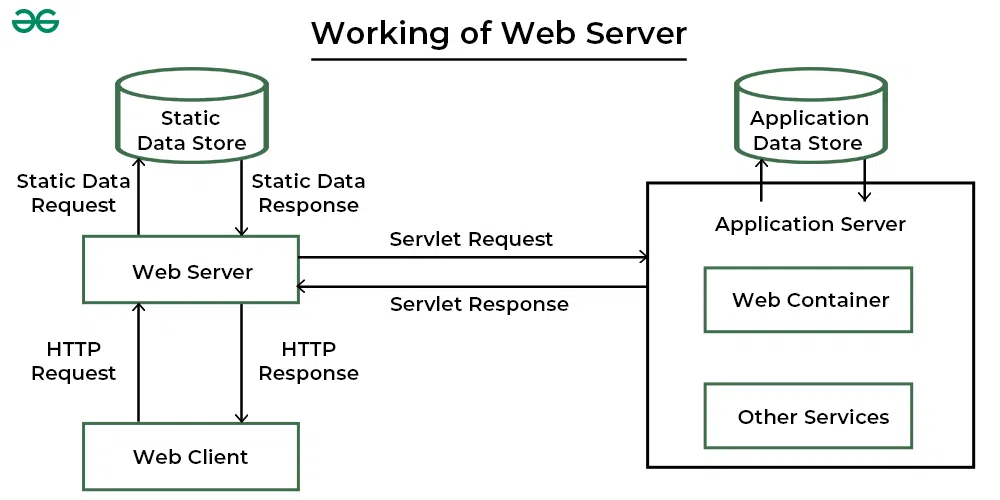 Working of Web Server
Static
Data Store
Application
Data Store
Static Data
Request
Static Data
Response
Servlet Request
Application Server
Web Server
Servlet Response
Web Container
HTTP
Request
HTTP
Response
Other Services
Web Client